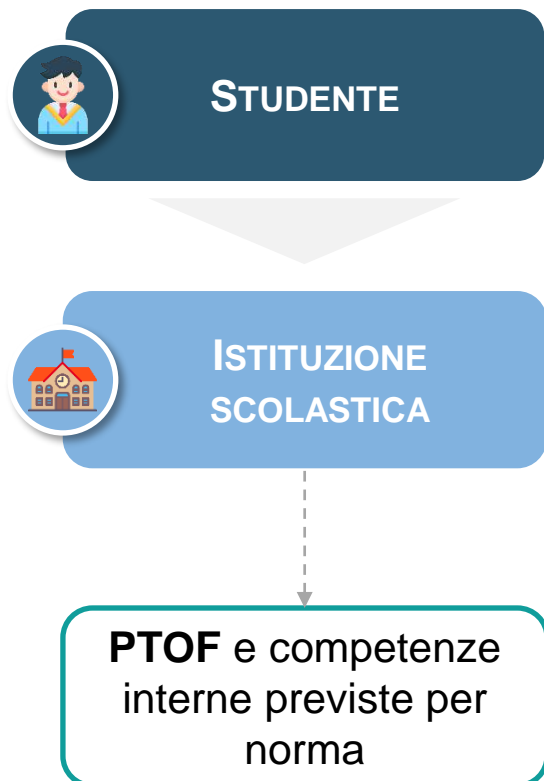 STUDENTE
ISTITUZIONE
SCOLASTICA
PTOF e competenze
interne previste per
norma